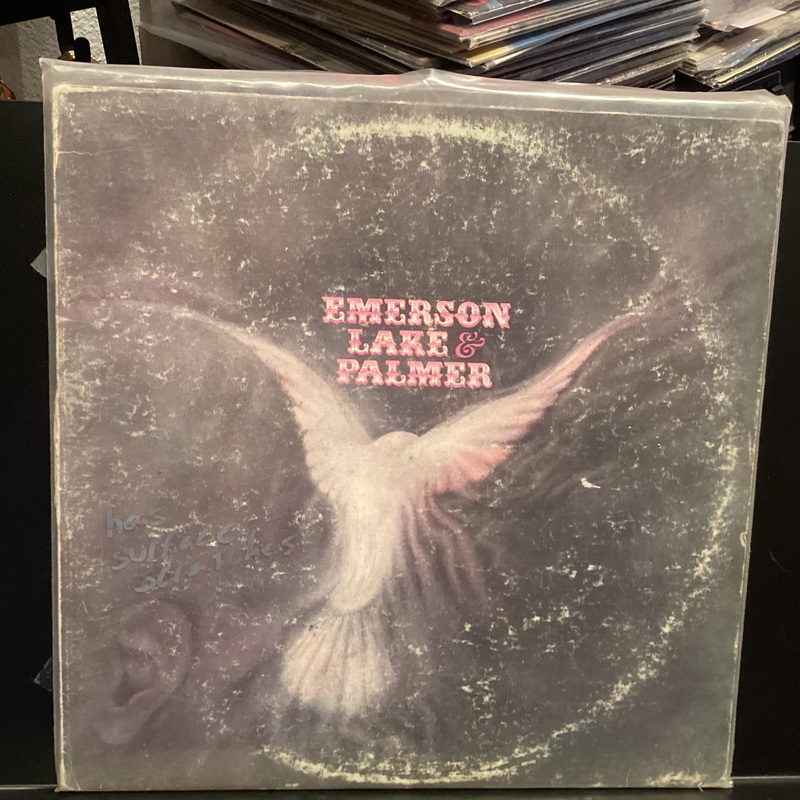 EMERSON
LAKE &
PALMER
has
surface
scratches